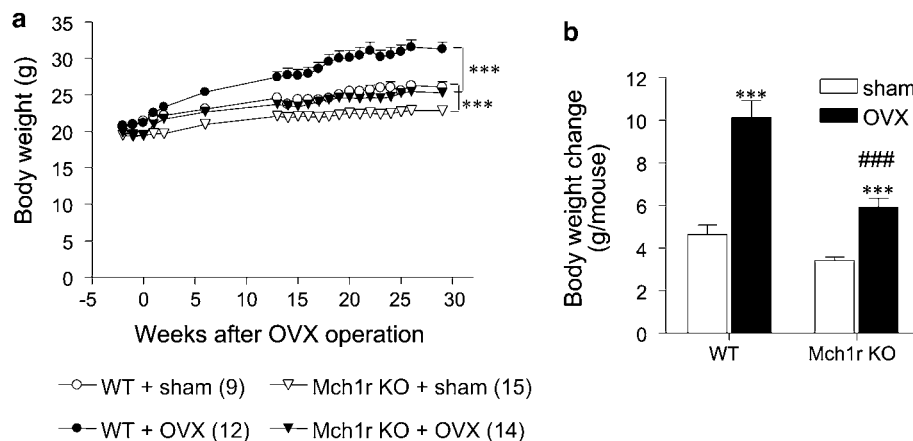 a
Body weight (g)
35
30
25
20
15
10
5
0
***
***
-5 0 5 10 15 20 25 30
Weeks after OVX operation
WT + sham (9)
Mch1r KO + sham (15)
WT + OVX (12)
Mch1r KO + OVX (14)
b
Body weight change
(g/mouse)
12
10
8
6
4
2
0
sham
OVX
***
###
***
WT
Mch1r KO